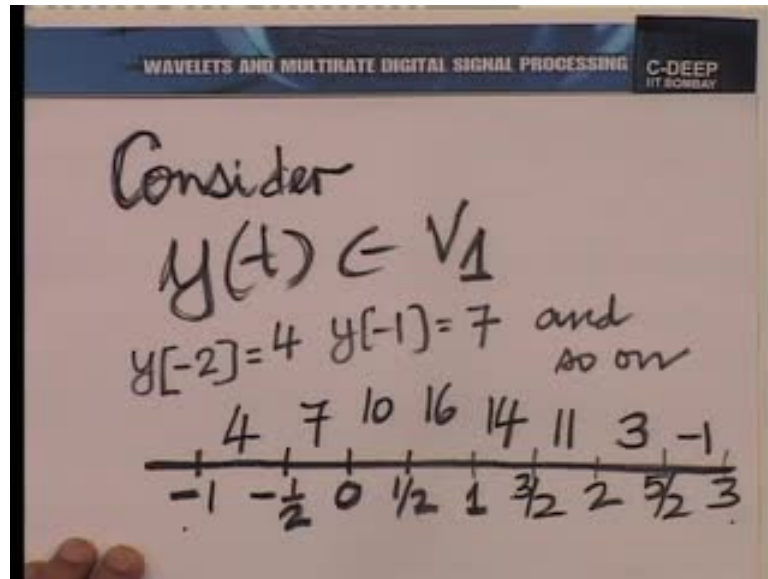 WAVELETS AND MULTIRATE DIGITAL SIGNAL PROCESSING
C-DEEP
IIT BOMBAY
Consider
y(t) ∈ V1
y[-2]=4 y[-1]=7 and
so on
4 7 10 16 14 11 3 -1
-1 -1/2 0 1/2 1 3/2 2 5/2 3